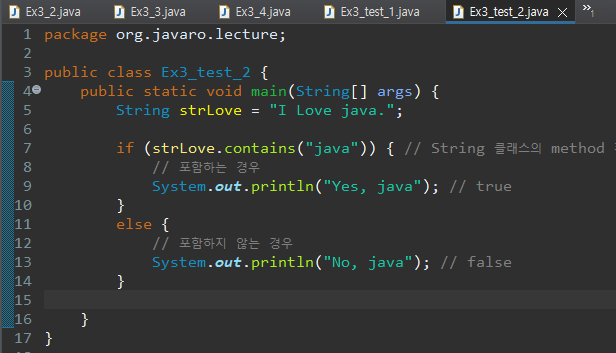 Ex3_2.java Ex3_3.java Ex3_4.java Ex3_test_1.java Ex3_test_2.java
1 package org.javaro.lecture;
2
3 public class Ex3_test_2 {
4 public static void main(String[] args) {
5 String strLove = "I Love java.";
6
7 if (strLove.contains("java")) { // String 클래스의 method
8 // 포함하는 경우
9 System.out.println("Yes, java"); // true
10 }
11 else {
12 // 포함하지 않는 경우
13 System.out.println("No, java"); // false
14 }
15
16 }
17 }